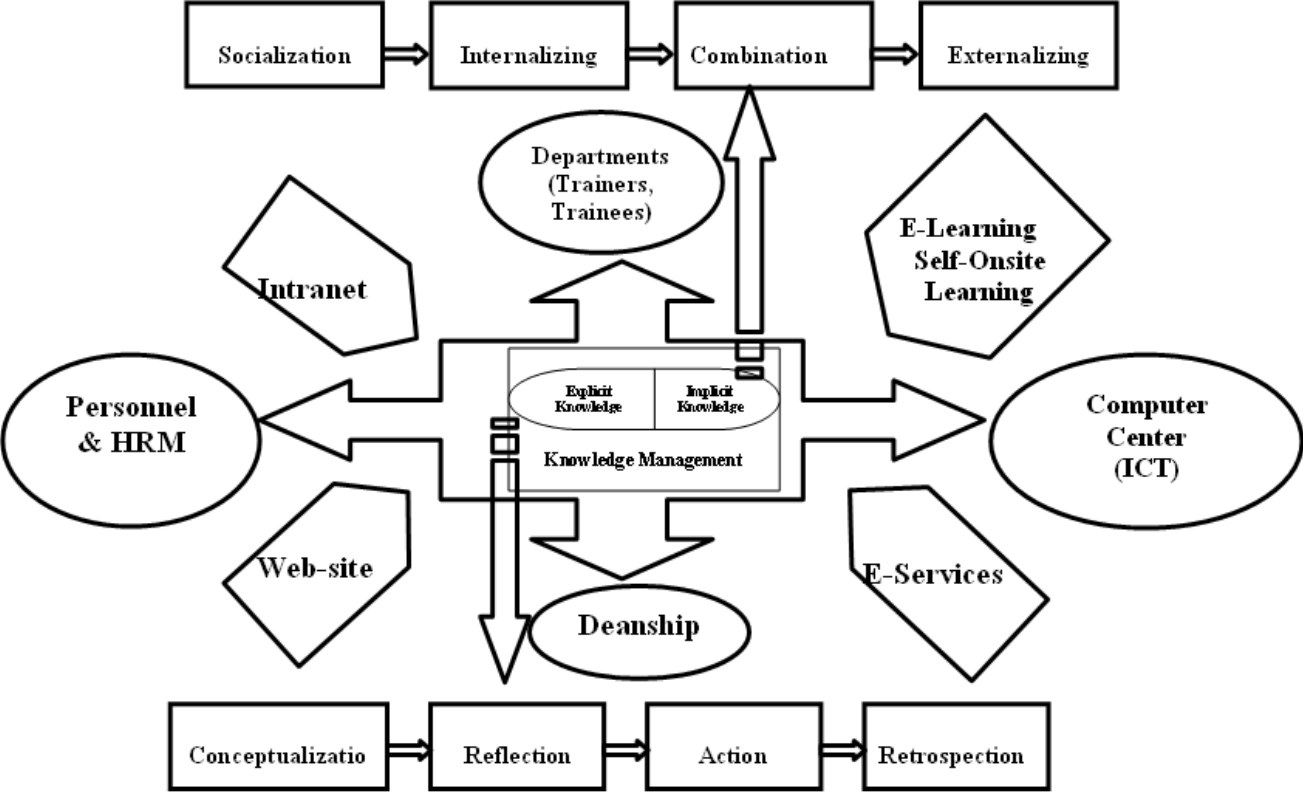 Socialization
Internalizing
Combination
Externalizing
Departments
(Trainers,
Trainees)
E-Learning
Self-Onsite
Learning
Intranet
Personnel
& HRM
Explicit
Knowledge
Implicit
Knowledge
Knowledge Management
Computer
Center
(ICT)
Web-site
E-Services
Deanship
Conceptualizatio
Reflection
Action
Retrospection